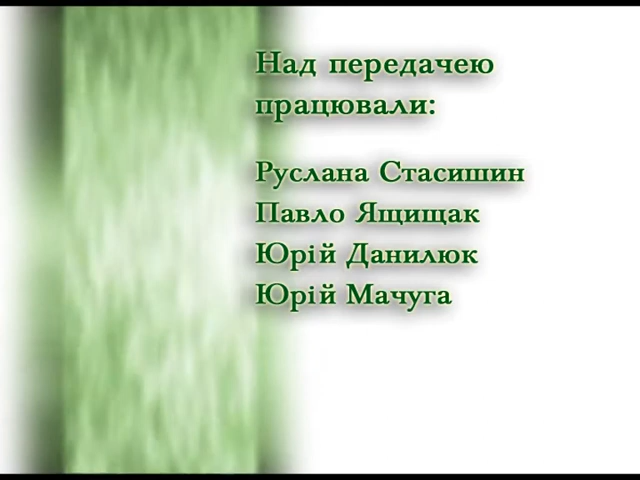 Над передачею
працювали:
Руслана Стасишин
Павло Ящищак
Юрій Данилюк
Юрій Мачуга